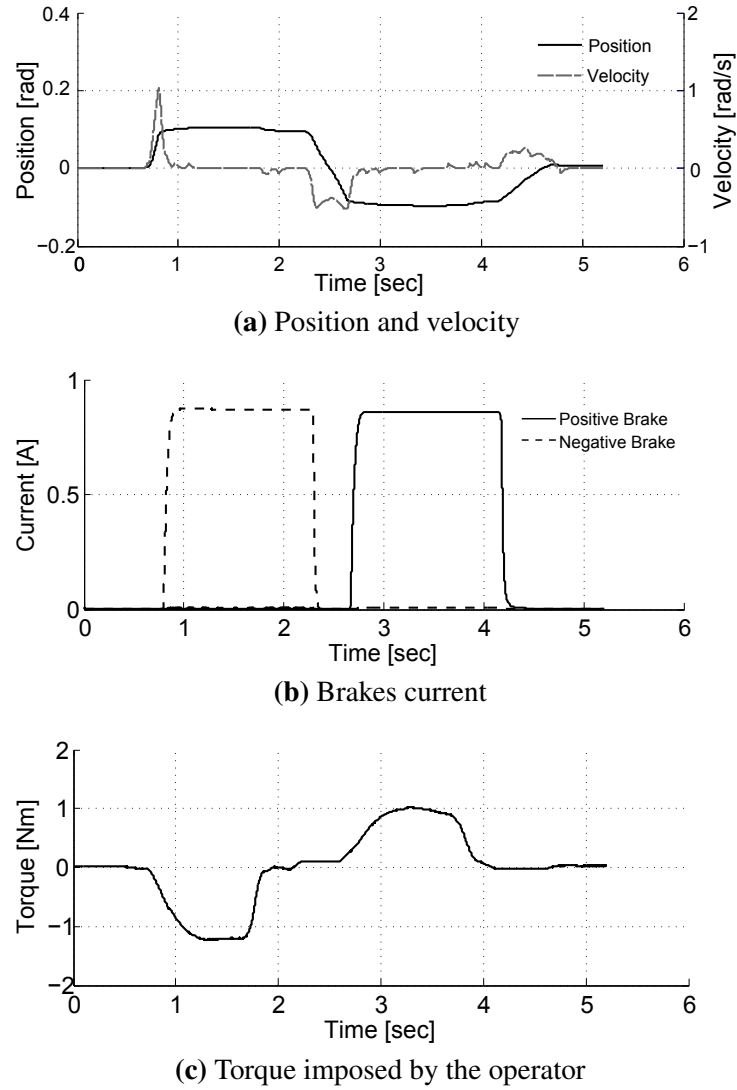 0.4
0.2
0
−0.2
Position [rad]
2
1
0
−1
Velocity [rad/s]
Position
Velocity
0 1 2 3 4 5 6
Time [sec]
(a) Position and velocity
1
0.5
0
Current [A]
Positive Brake
Negative Brake
0 1 2 3 4 5 6
Time [sec]
(b) Brakes current
2
1
0
−1
−2
Torque [Nm]
0 1 2 3 4 5 6
Time [sec]
(c) Torque imposed by the operator